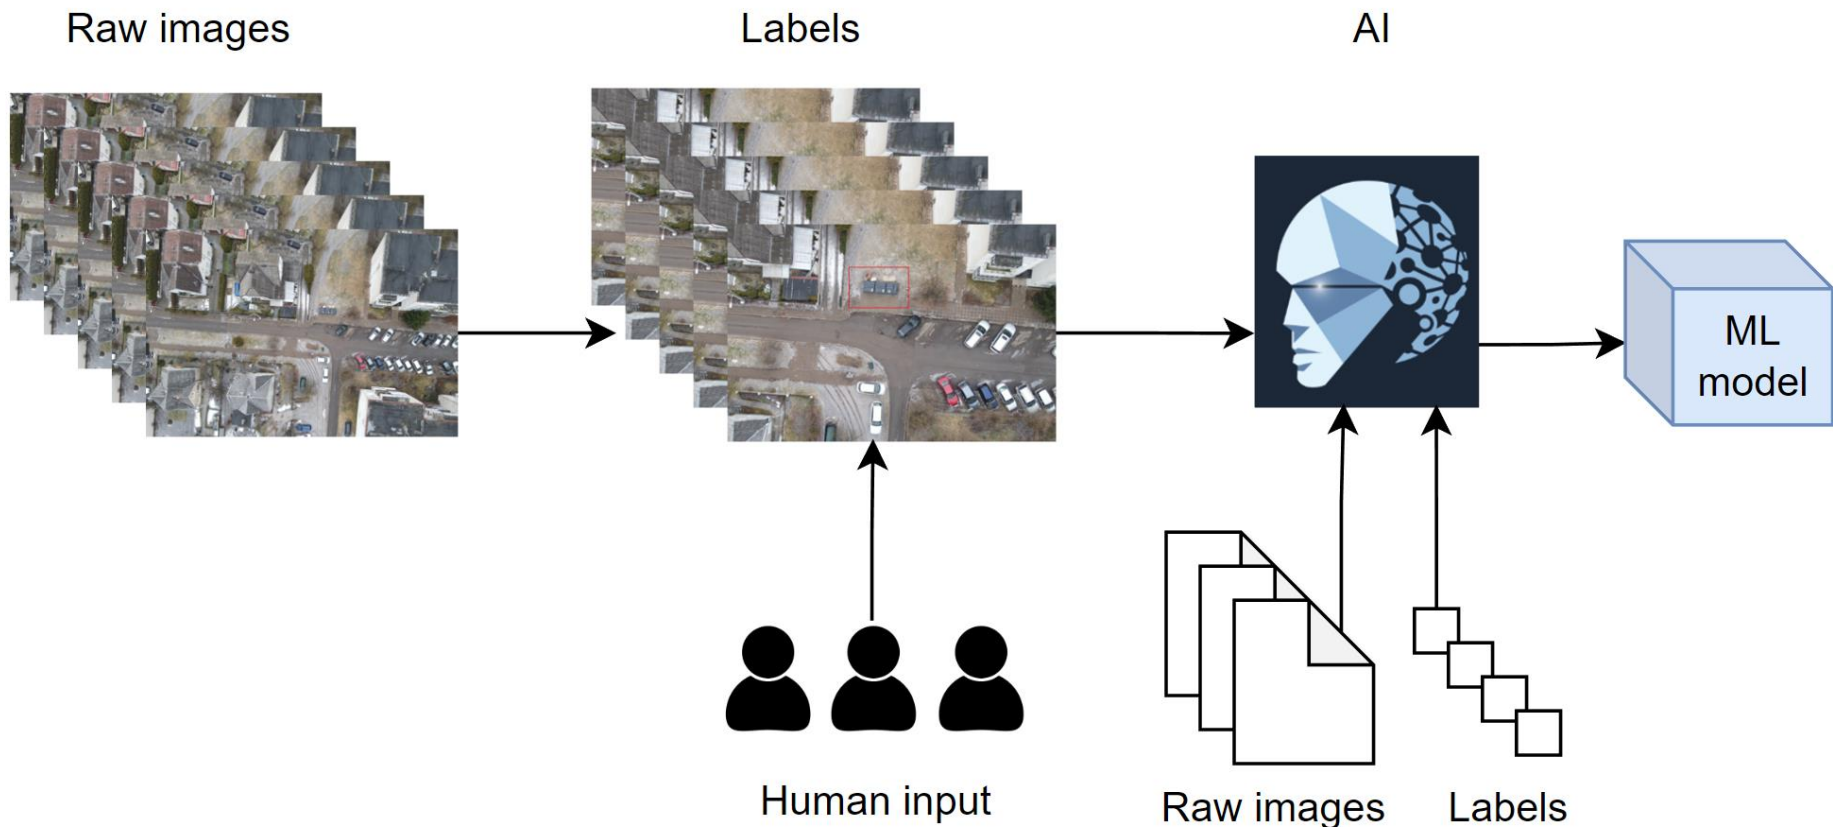 Raw images
Labels
AI
ML
model
Human input
Raw images
Labels